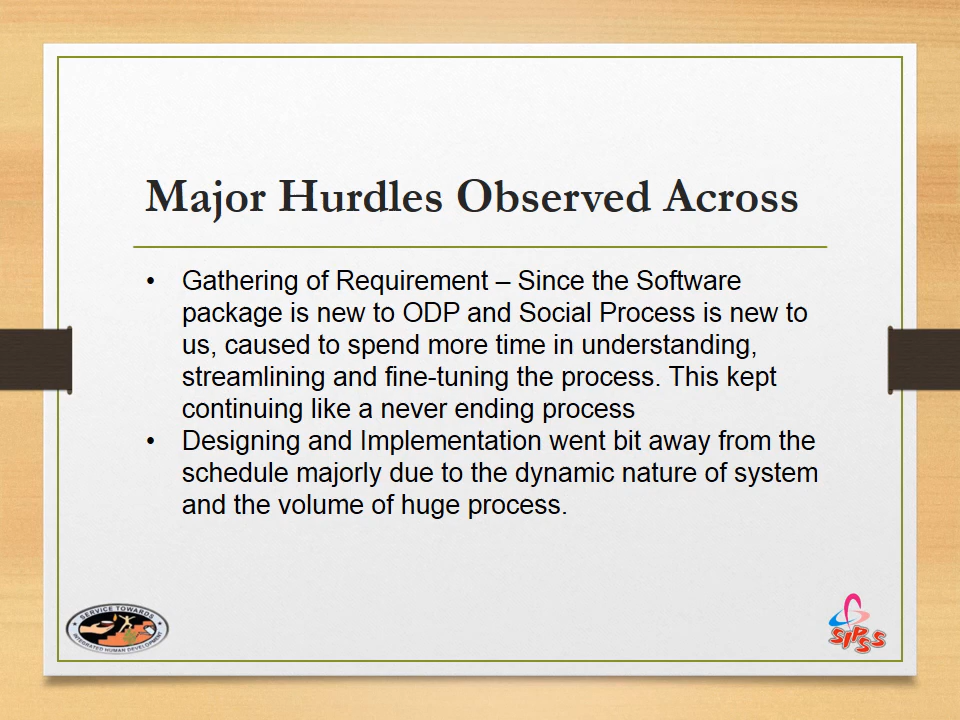 Major Hurdles Observed Across
• Gathering of Requirement – Since the Software
package is new to ODP and Social Process is new to
us, caused to spend more time in understanding,
streamlining and fine-tuning the process. This kept
continuing like a never ending process
• Designing and Implementation went bit away from the
schedule majorly due to the dynamic nature of system
and the volume of huge process.
SERVICE TOWARDS
INTEGRATED HUMAN DEVELOPMENT
SIPSS